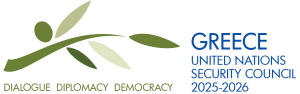 GREECE
UNITED NATIONS
SECURITY COUNCIL
2025-2026
DIALOGUE DIPLOMACY DEMOCRACY